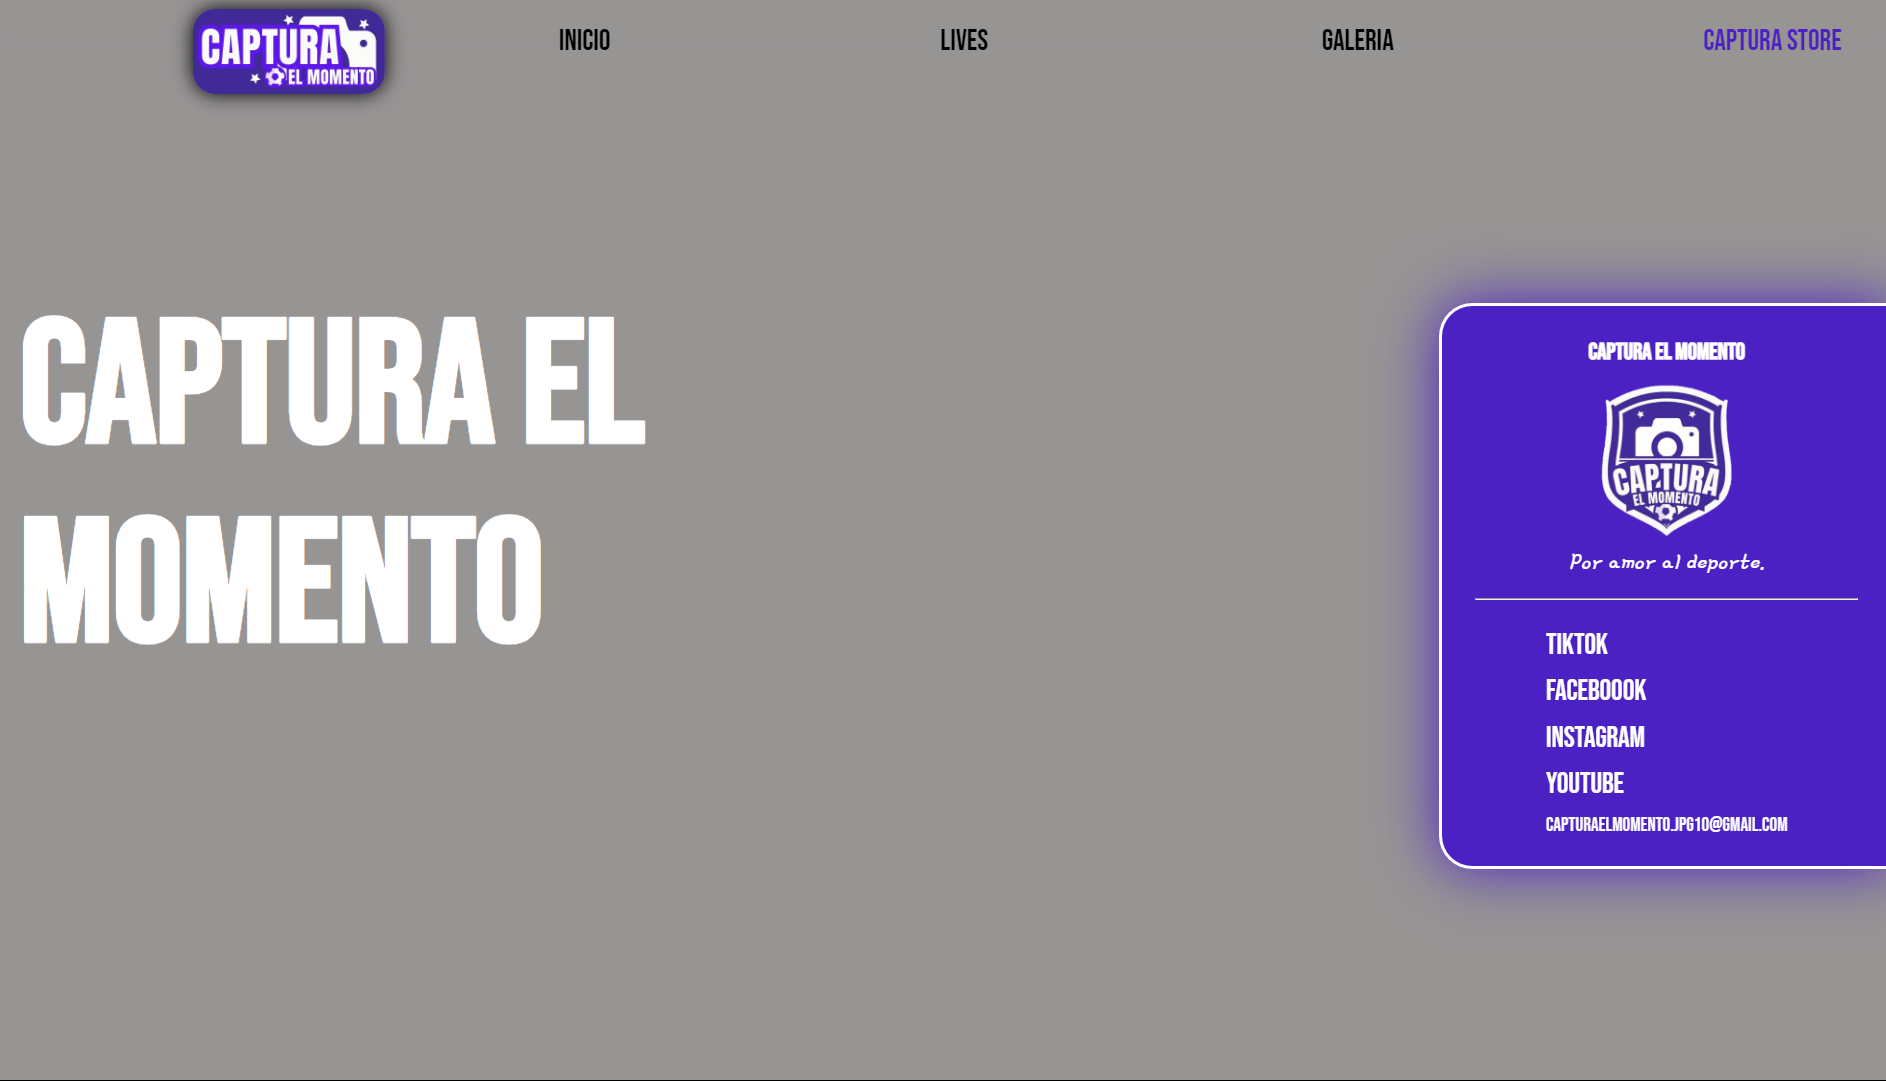 CAPTURA
EL MOMENTO
INICIO
LIVES
GALERIA
CAPTURA STORE
CAPTURA EL
MOMENTO
CAPTURA EL MOMENTO
CAPTURA
EL MOMENTO
Por amor al deporte.
TIKTOK
FACEBOOOK
INSTAGRAM
YOUTUBE
CAPTURAELMOMENTO.JPG10@GMAIL.COM